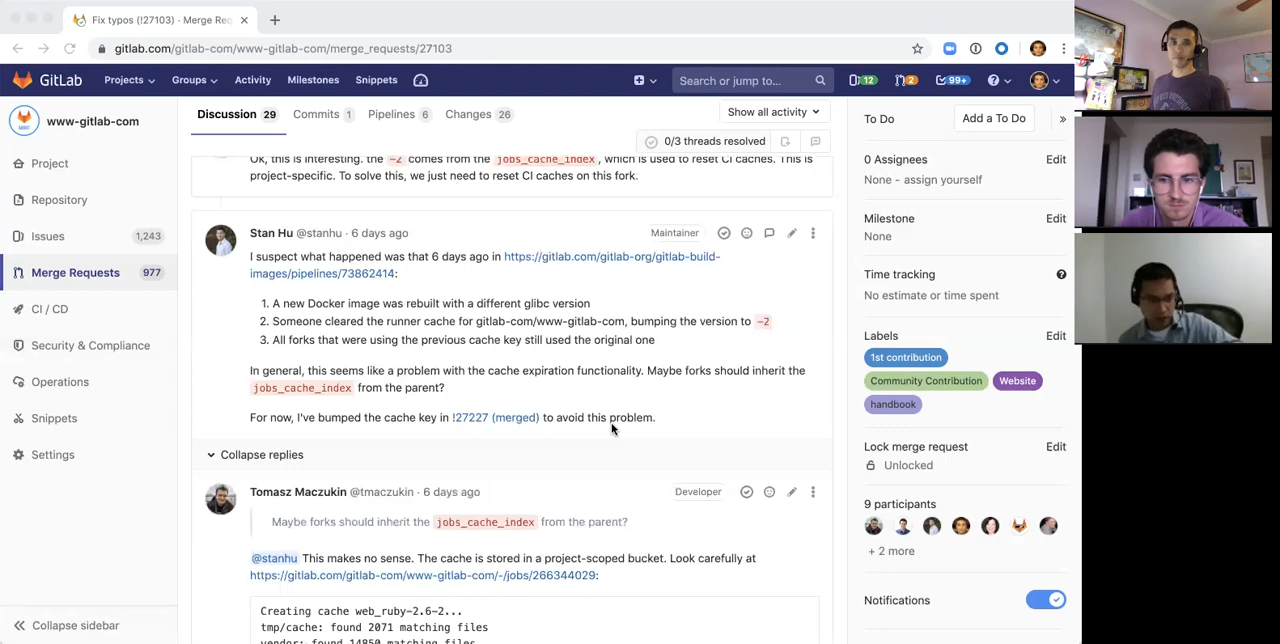 Fix typos (!27103) · Merge Req
gitlab.com/gitlab-com/www-gitlab-com/merge_requests/27103
GitLab Projects Groups Activity Milestones Snippets Search or jump to... 12 2 99+
www-gitlab-com
Project
Repository
Issues 1,243
Merge Requests 977
CI / CD
Security & Compliance
Operations
Snippets
Settings
Collapse sidebar
Discussion 29 Commits 1 Pipelines 6 Changes 26 Show all activity
0/3 threads resolved
Ok, this is interesting. the -2 comes from the jobs_cache_index, which is used to reset CI caches. This is
project-specific. To solve this, we just need to reset CI caches on this fork.
Stan Hu @stanhu · 6 days ago Maintainer
I suspect what happened was that 6 days ago in https://gitlab.com/gitlab-org/gitlab-build-
images/pipelines/73862414:
1. A new Docker image was rebuilt with a different glibc version
2. Someone cleared the runner cache for gitlab-com/www-gitlab-com, bumping the version to -2
3. All forks that were using the previous cache key still used the original one
In general, this seems like a problem with the cache expiration functionality. Maybe forks should inherit the
jobs_cache_index from the parent?
For now, I've bumped the cache key in !27227 (merged) to avoid this problem.
Collapse replies
Tomasz Maczukin @tmaczukin · 6 days ago Developer
Maybe forks should inherit the jobs_cache_index from the parent?
@stanhu This makes no sense. The cache is stored in a project-scoped bucket. Look carefully at
https://gitlab.com/gitlab-com/www-gitlab-com/-/jobs/266344029:
Creating cache web_ruby-2.6-2...
tmp/cache: found 2071 matching files
vendor: found 14850 matching files
To Do Add a To Do
0 Assignees Edit
None - assign yourself
Milestone Edit
None
Time tracking
No estimate or time spent
Labels Edit
1st contribution
Community Contribution Website
handbook
Lock merge request Edit
Unlocked
9 participants
+ 2 more
Notifications